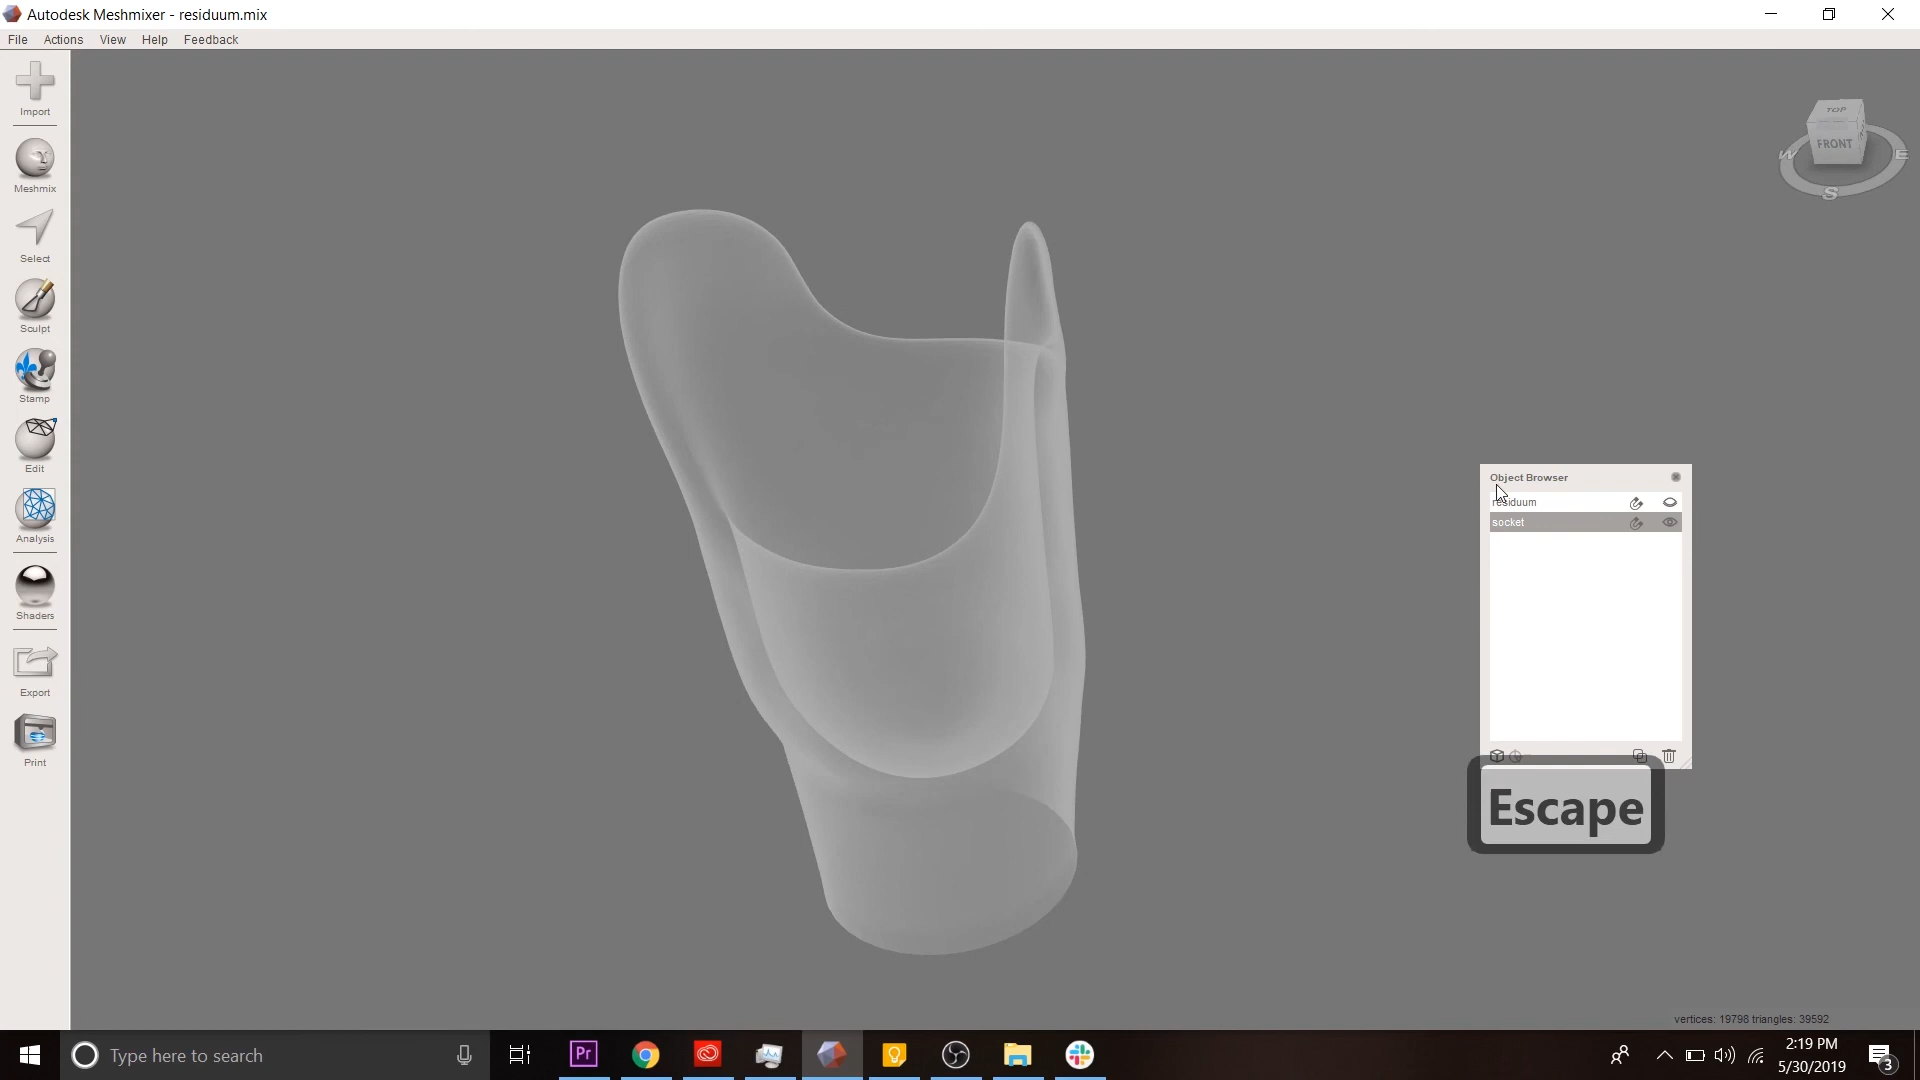 Autodesk Meshmixer - residuum.mix
File Actions View Help Feedback
Import
Meshmix
Select
Sculpt
Stamp
Edit
Analysis
Shaders
Export
Print
TOP
FRONT
W
E
S
Object Browser
residuum
socket
Escape
vertices: 19798 triangles: 39592
Type here to search
Pr
2:19 PM
5/30/2019
3